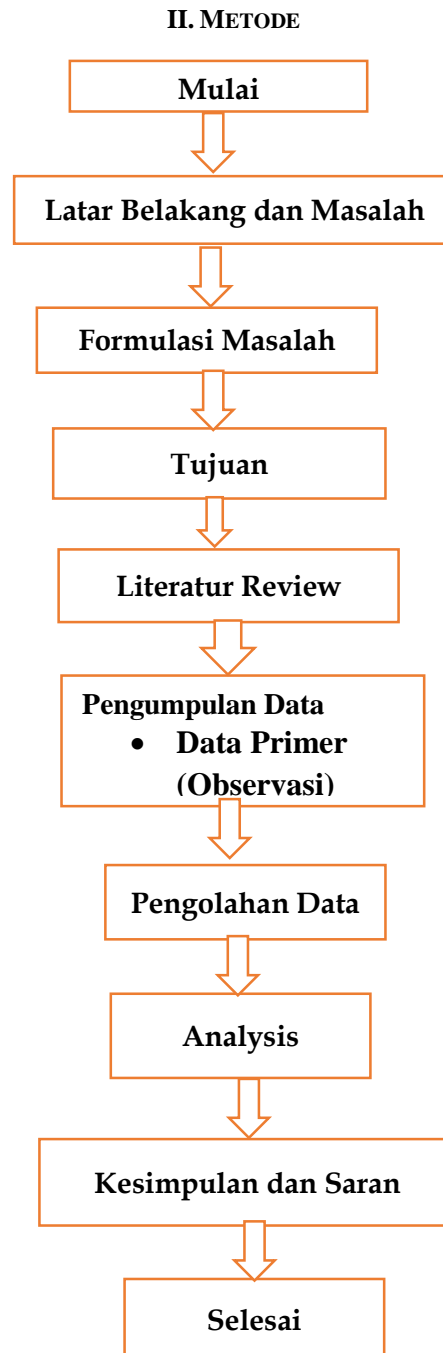 II. METODE
Mulai
Latar Belakang dan Masalah
Formulasi Masalah
Tujuan
Literatur Review
Pengumpulan Data
• Data Primer
(Observasi)
Pengolahan Data
Analysis
Kesimpulan dan Saran
Selesai